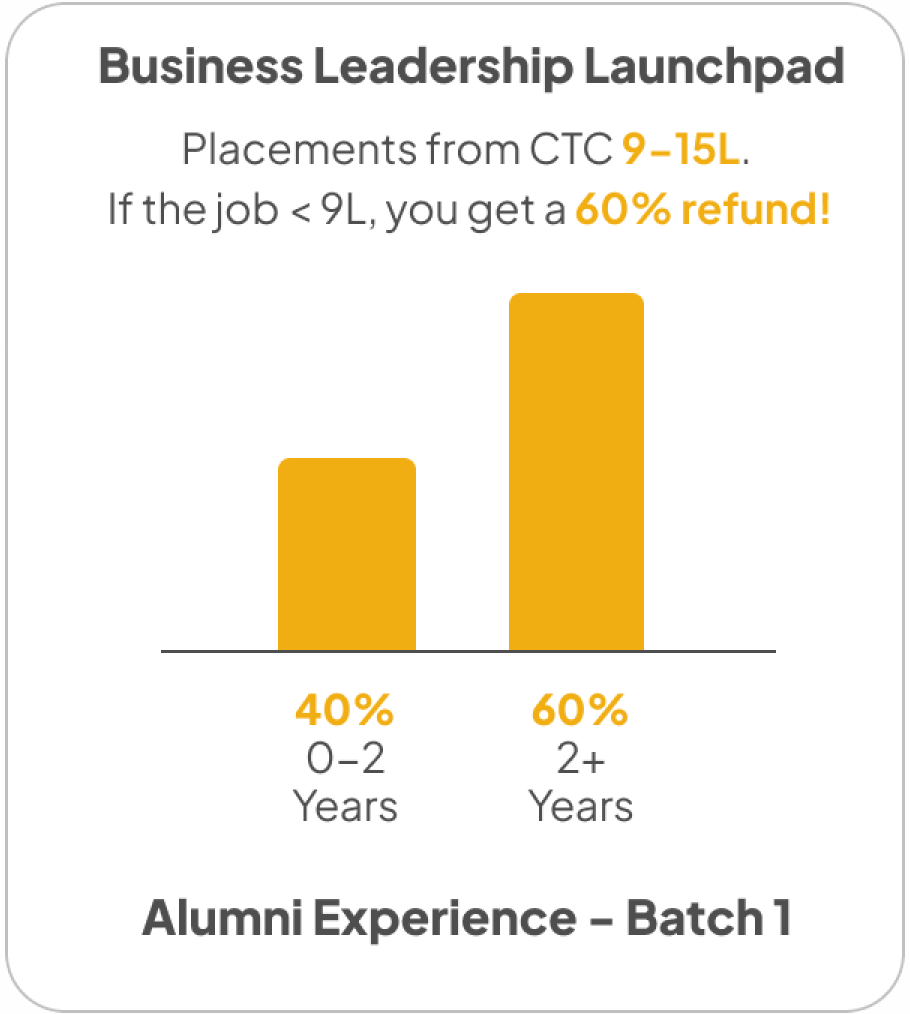 Business Leadership Launchpad
Placements from CTC 9–15L.
If the job < 9L, you get a 60% refund!
40%
0–2
Years
60%
2+
Years
Alumni Experience – Batch 1